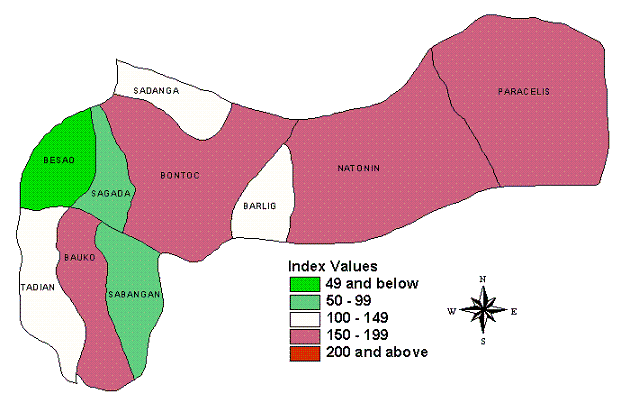 SADANGA
PARACELIS
BESAO
BONTOC
NATONIN
SAGADA
BARLIG
BAUKO
TADIAN
SABANGAN
Index Values
49 and below
50 - 99
100 - 149
150 - 199
200 and above
N
W E
S